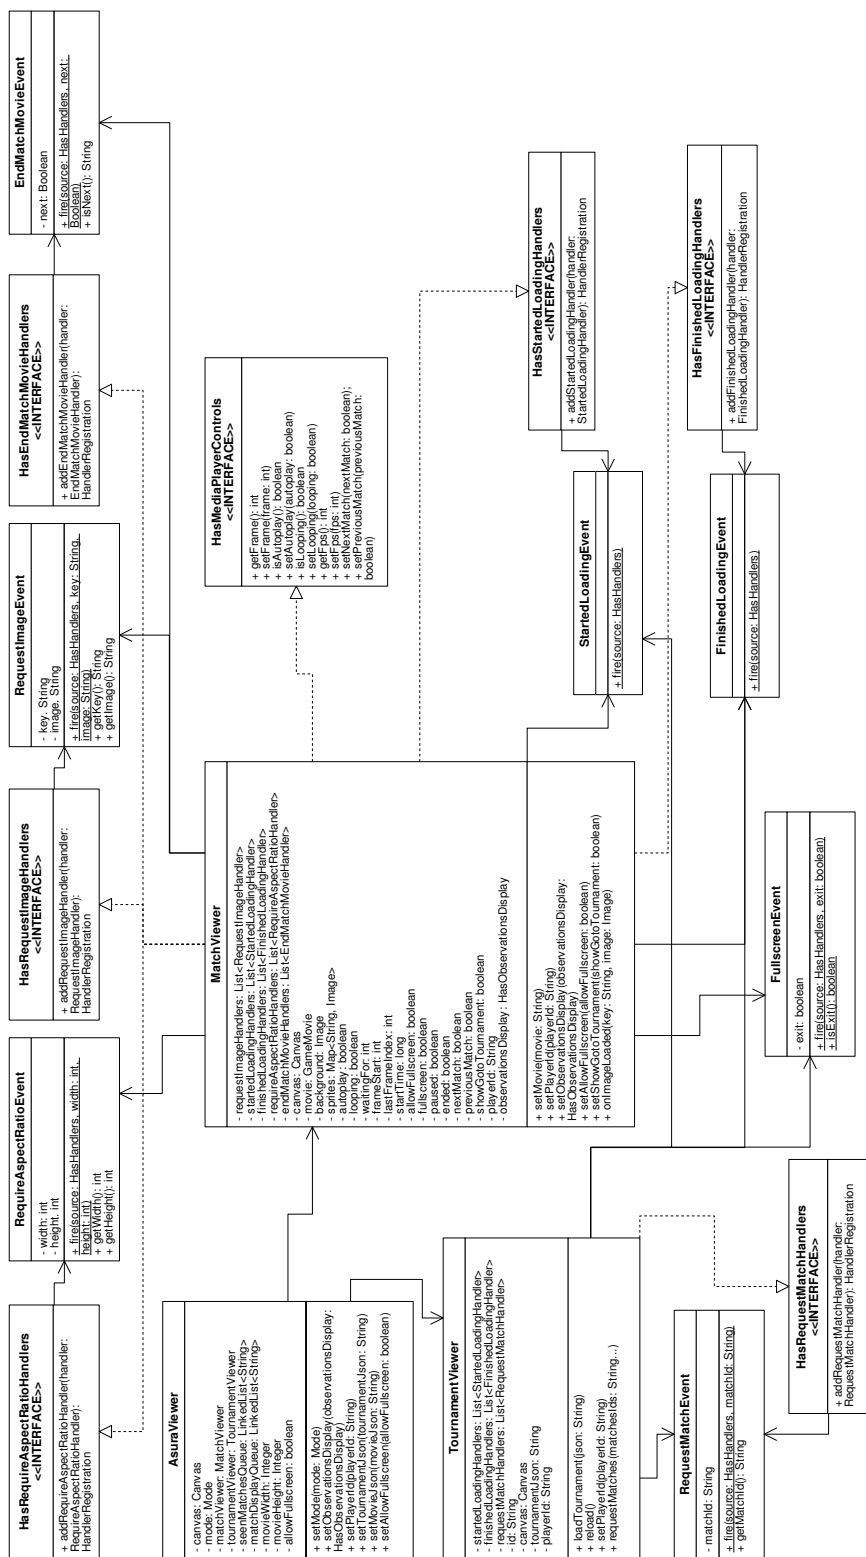 EndMatchMovieEvent
- next: Boolean
+ fire(source: HasHandlers, next:
Boolean)
+ isNext(): String
HasEndMatchMovieHandlers
<<INTERFACE>>
+ addEndMatchMovieHandler(handler:
EndMatchMovieHandler):
HandlerRegistration
RequestImageEvent
- key. String
- image. String
+ fire(source: HasHandlers, key: String,
image: String)
+ getKey(): String
+ getImage(): String
HasRequestImageHandlers
<<INTERFACE>>
+ addRequestImageHandler(handler:
RequestImageHandler):
HandlerRegistration
RequireAspectRatioEvent
- width: int
- height. int
+ fire(source: HasHandlers, width: int,
height: int)
+ getWidth(): int
+ getHeight(): int
HasRequireAspectRatioHandlers
<<INTERFACE>>
+ addRequireAspectRatioHandler(handler:
RequireAspectRatioHandler):
HandlerRegistration
HasMediaPlayerControls
<<INTERFACE>>
+ getFrame(): int
+ setFrame(frame: int)
+ isAutoplay(): boolean
+ setAutoplay(autoplay: boolean)
+ isLooping(): boolean
+ setLooping(looping: boolean)
+ getFps(): int
+ setFps(fps: int)
+ setNextMatch(nextMatch: boolean);
+ setPreviousMatch(previousMatch:
boolean)
MatchViewer
- requestImageHandlers: List<RequestImageHandler>
- startedLoadingHandlers: List<StartedLoadingHandler>
- finishedLoadingHandlers: List<FinishedLoadingHandler>
- requireAspectRatioHandlers: List<RequireAspectRatioHandler>
- endMatchMovieHandlers: List<EndMatchMovieHandler>
- canvas: Canvas
- movie: GameMovie
- background: Image
- sprites: Map<String, Image>
- autoplay: boolean
- looping: boolean
- waitingFor: int
- frameStart: int
- lastFrameIndex: int
- startTime: long
- allowFullscreen: boolean
- fullscreen: boolean
- paused: boolean
- ended: boolean
- nextMatch: boolean
- previousMatch: boolean
- showGotoTournament: boolean
- playerId: String
- observationsDisplay: HasObservationsDisplay
+ setMovie(movie: String)
+ setPlayerId(playerId: String)
+ setObservationsDisplay(observationsDisplay:
HasObservationsDisplay)
+ setAllowFullscreen(allowFullscreen: boolean)
+ setShowGotoTournament(showGotoTournament: boolean)
+ onImageLoaded(key: String, image: Image)
AsuraViewer
- canvas: Canvas
- mode: Mode
- matchViewer: MatchViewer
- tournamentViewer: TournamentViewer
- seenMatchesQueue: LinkedList<String>
- matchDisplayQueue: LinkedList<String>
- movieWidth: Integer
- movieHeight: Integer
- allowFullscreen: boolean
+ setMode(mode: Mode)
+ setObservationsDisplay(observationsDisplay:
HasObservationsDisplay)
+ setPlayerId(playerId: String)
+ setTournamentJson(tournamentJson: String)
+ setMovieJson(movieJson: String)
+ setAllowFullscreen(allowFullscreen: boolean)
HasStartedLoadingHandlers
<<INTERFACE>>
+ addStartedLoadingHandler(handler:
StartedLoadingHandler): HandlerRegistration
StartedLoadingEvent
+ fire(source: HasHandlers)
HasFinishedLoadingHandlers
<<INTERFACE>>
+ addFinishedLoadingHandler(handler:
FinishedLoadingHandler): HandlerRegistration
FinishedLoadingEvent
+ fire(source: HasHandlers)
FullscreenEvent
- exit: boolean
+ fire(source: HasHandlers, exit: boolean)
+ isExit(): boolean
TournamentViewer
- startedLoadingHandlers: List<StartedLoadingHandler>
- finishedLoadingHandlers: List<FinishedLoadingHandler>
- requestMatchHandlers: List<RequestMatchHandler>
- id: String
- canvas: Canvas
- tournamentJson: String
- playerId: String
+ loadTournament(json: String)
+ reload()
+ setPlayerId(playerId: String)
+ requestMatches(matchesIds: String...)
RequestMatchEvent
- matchId: String
+ fire(source: HasHandlers, matchId: String)
+ getMatchId(): String
HasRequestMatchHandlers
<<INTERFACE>>
+ addRequestMatchHandler(handler:
RequestMatchHandler): HandlerRegistration